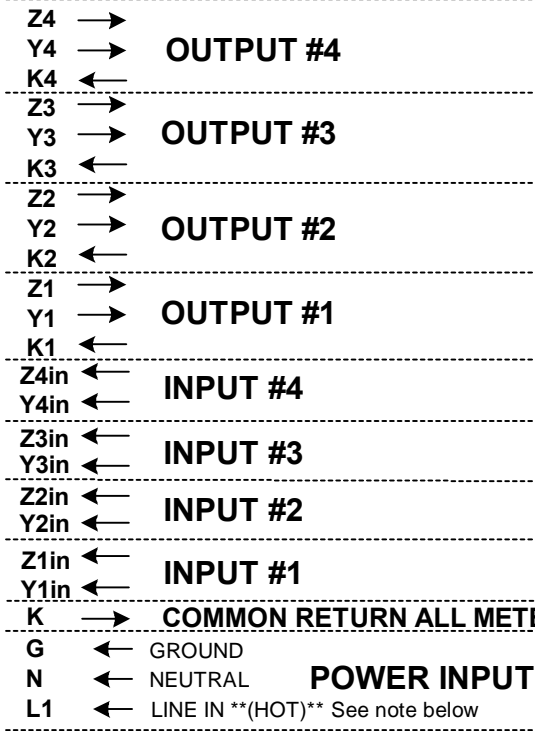 Z4
Y4 OUTPUT #4
K4
Z3
Y3 OUTPUT #3
K3
Z2
Y2 OUTPUT #2
K2
Z1
Y1 OUTPUT #1
K1
Z4in
INPUT #4
Y4in
Z3in
INPUT #3
Y3in
Z2in
INPUT #2
Y2in
Z1in
INPUT #1
Y1in
K COMMON RETURN ALL
G GROUND
N NEUTRAL POWER INPUT
L1 LINE IN **(HOT)** See note below